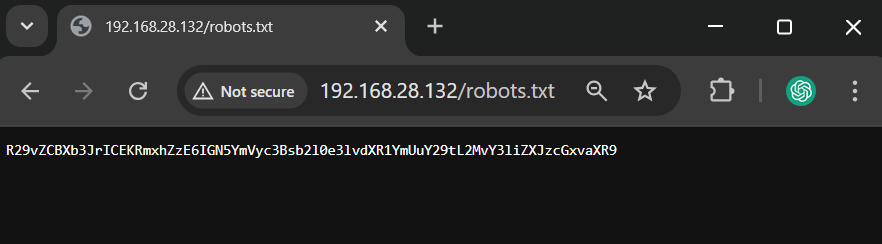 192.168.28.132/robots.txt
Not secure 192.168.28.132/robots.txt
R29vZCBXb3JrICEKRmxhZzE6IGN5YmVyc3Bsb2l0e3lvdXR1YmUuY29tL2MvY3liZXJzcGxvaXR9